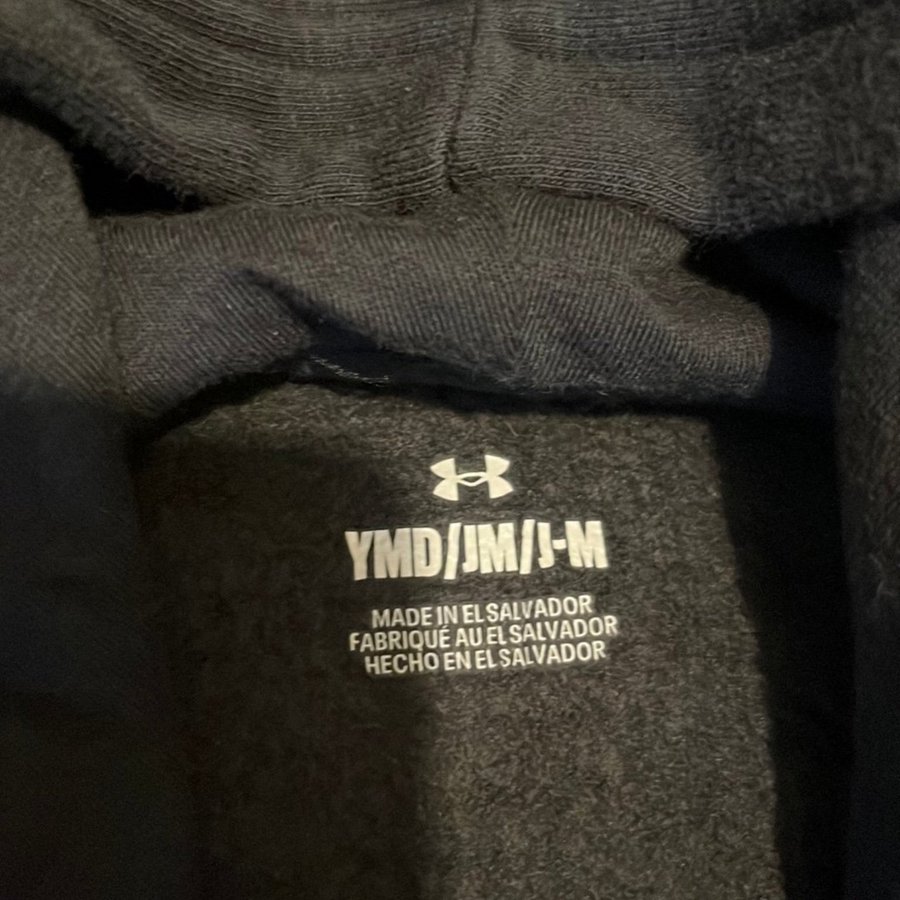 YMD/JM/J-M
MADE IN EL SALVADOR
FABRIQUÉ AU EL SALVADOR
HECHO EN EL SALVADOR